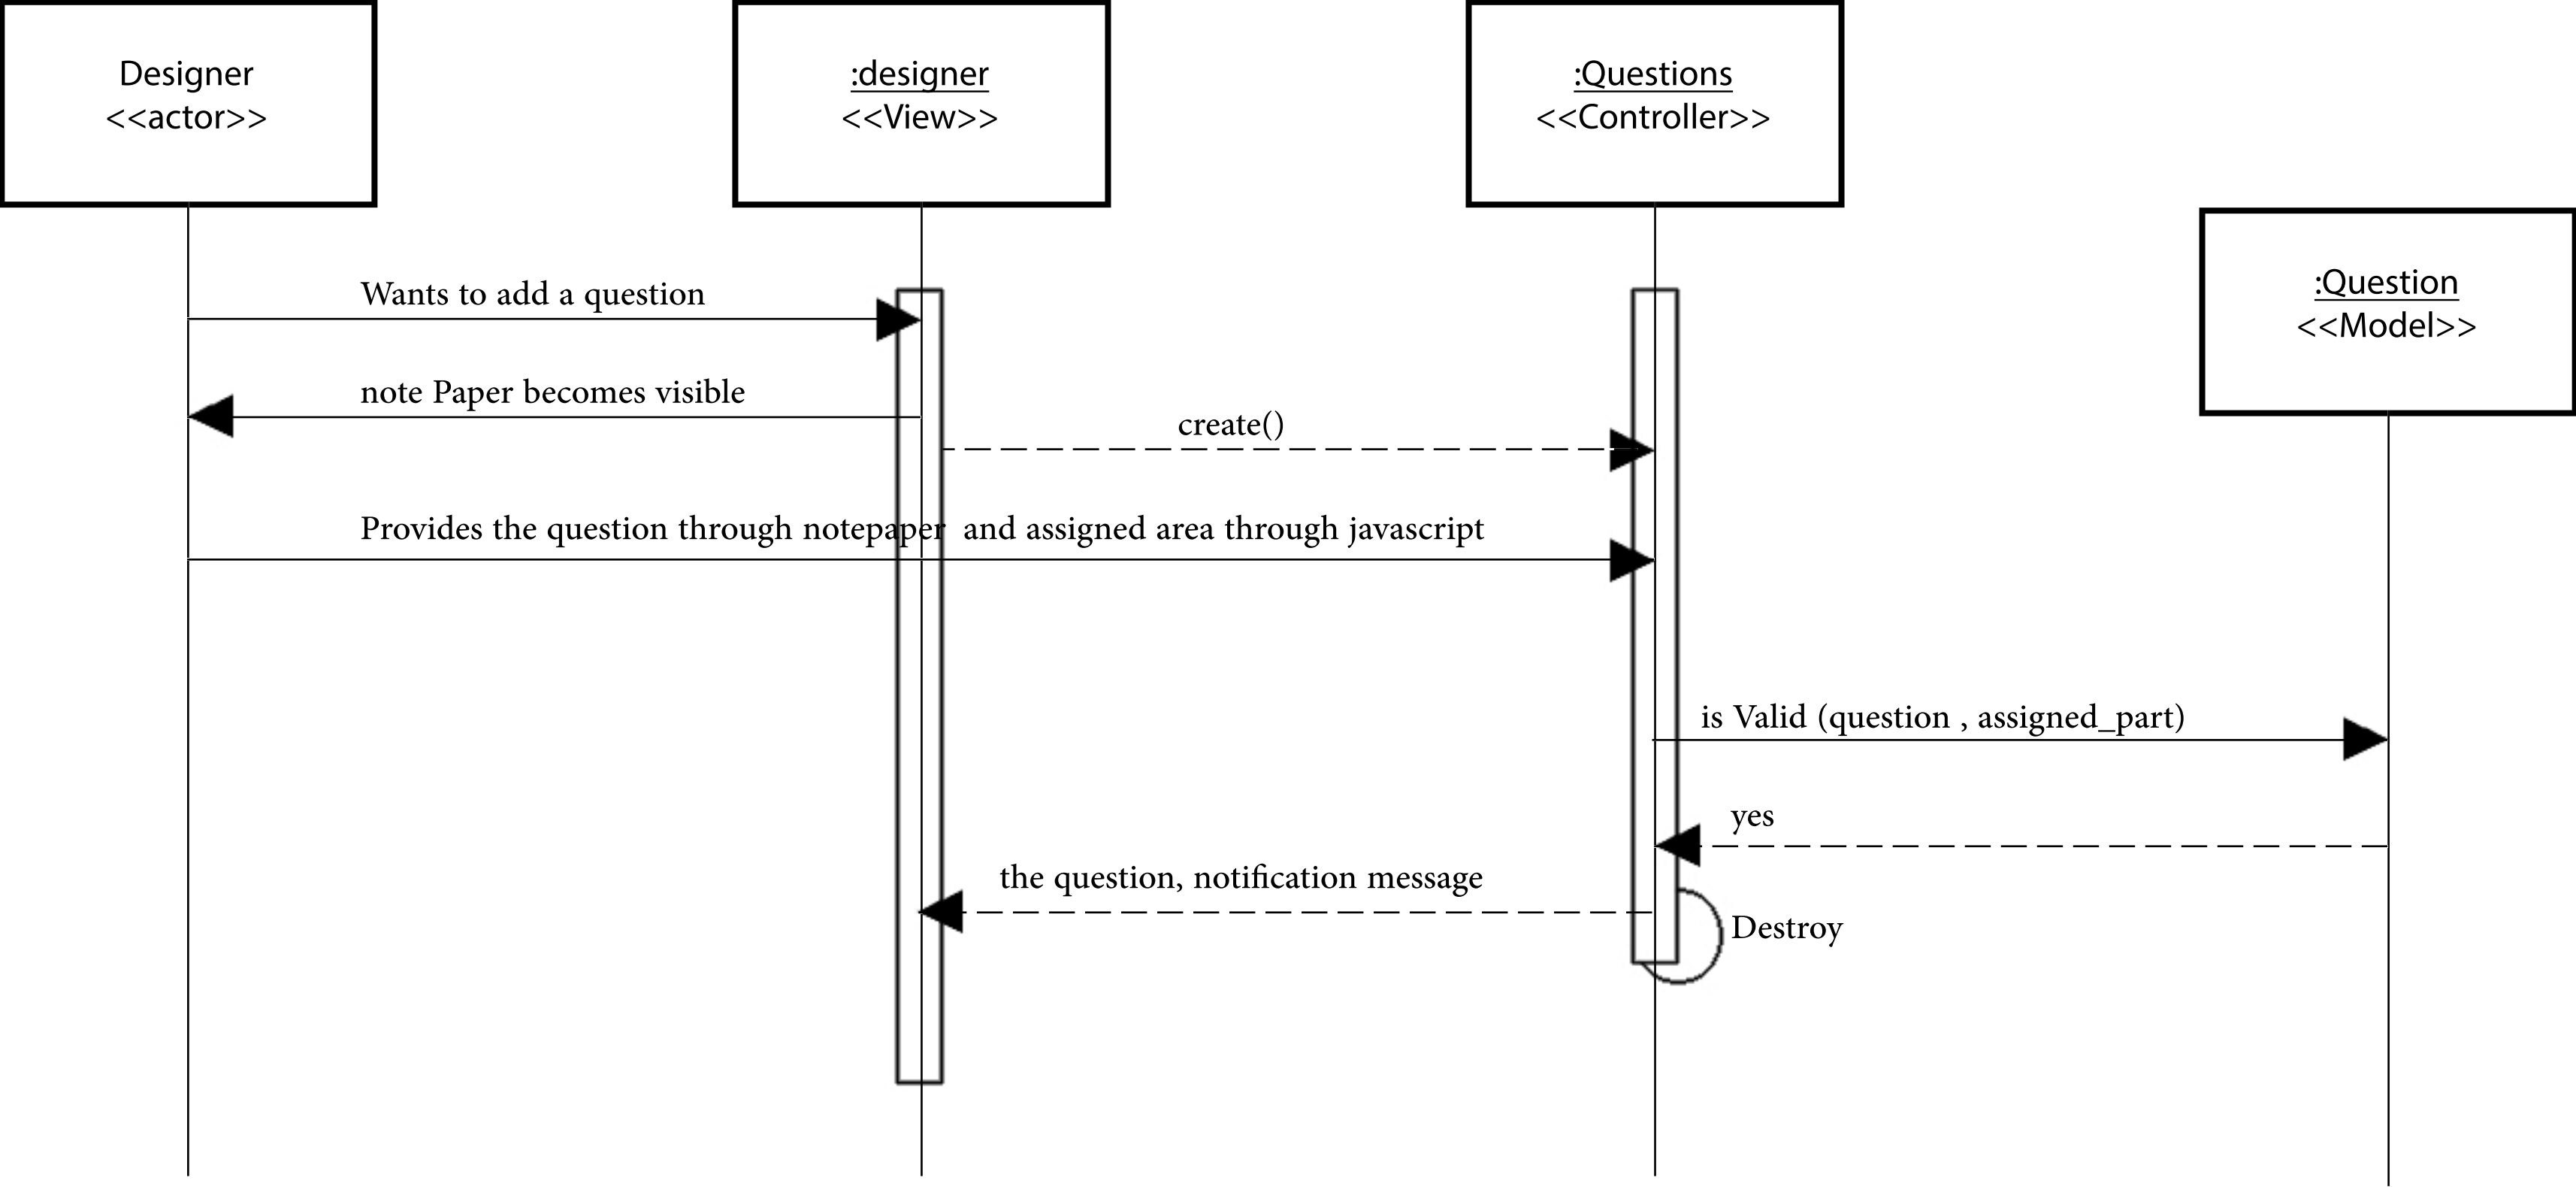 Designer
<<actor>>
:designer
<<View>>
:Questions
<<Controller>>
:Question
<<Model>>
Wants to add a question
note Paper becomes visible
create()
Provides the question through notepaper and assigned area through javascript
is Valid (question , assigned_part)
yes
the question, notification message
Destroy